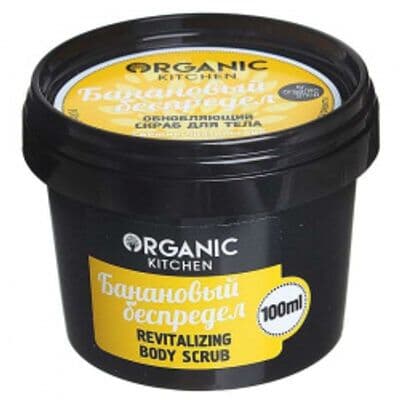 ORGANIC
KITCHEN
Банановый
беспредел
ОБНОВЛЯЮЩИЙ
СКРАБ ДЛЯ ТЕЛА
ORGANIC
KITCHEN
Банановый
беспредел
100ml
REVITALIZING
BODY SCRUB